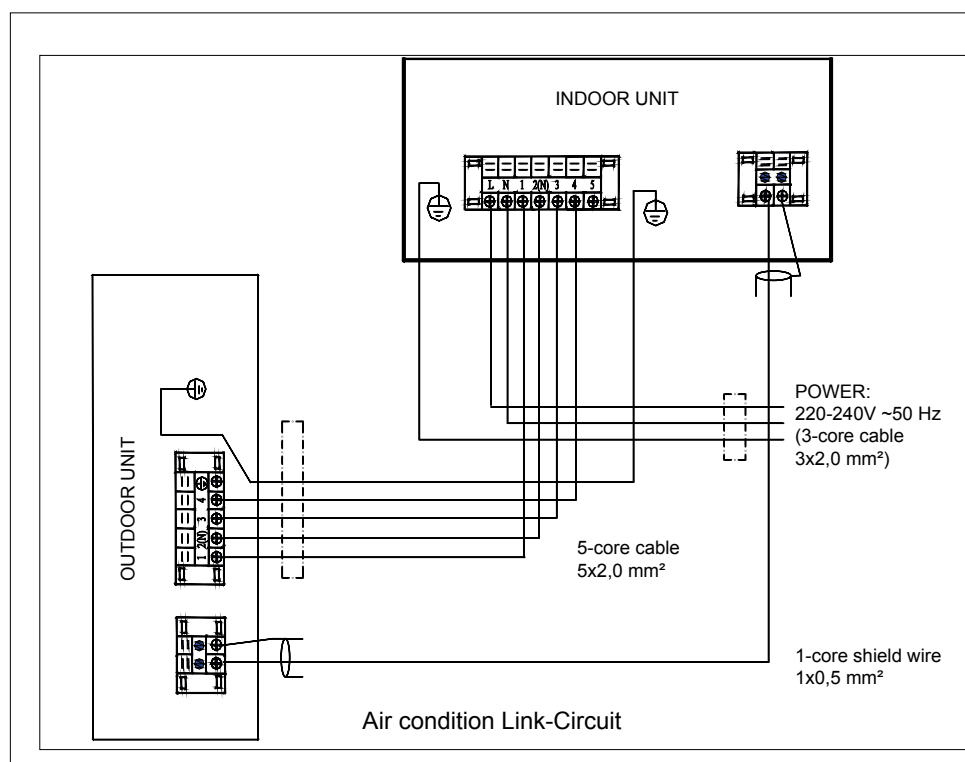 INDOOR UNIT
L N 1 2(N) 3 4 5
POWER:
220-240V ~50 Hz
(3-core cable
3x2,0 mm²)
OUTDOOR UNIT
1 2(N) 3 4
5-core cable
5x2,0 mm²
1-core shield wire
1x0,5 mm²
Air condition Link-Circuit